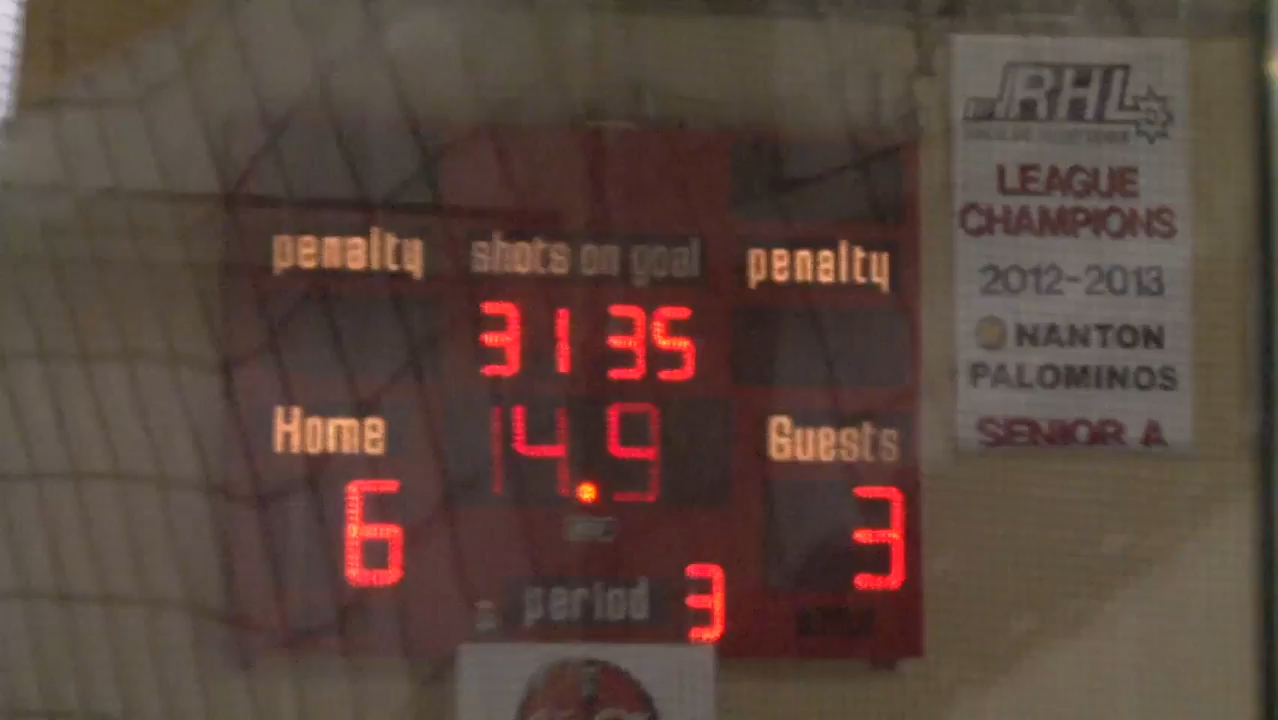 penalty shots on goal penalty
31 35
Home 14.9 Guests
6 3
period 3
RHL
LEAGUE
CHAMPIONS
2012-2013
NANTON
PALOMINOS
SENIOR A